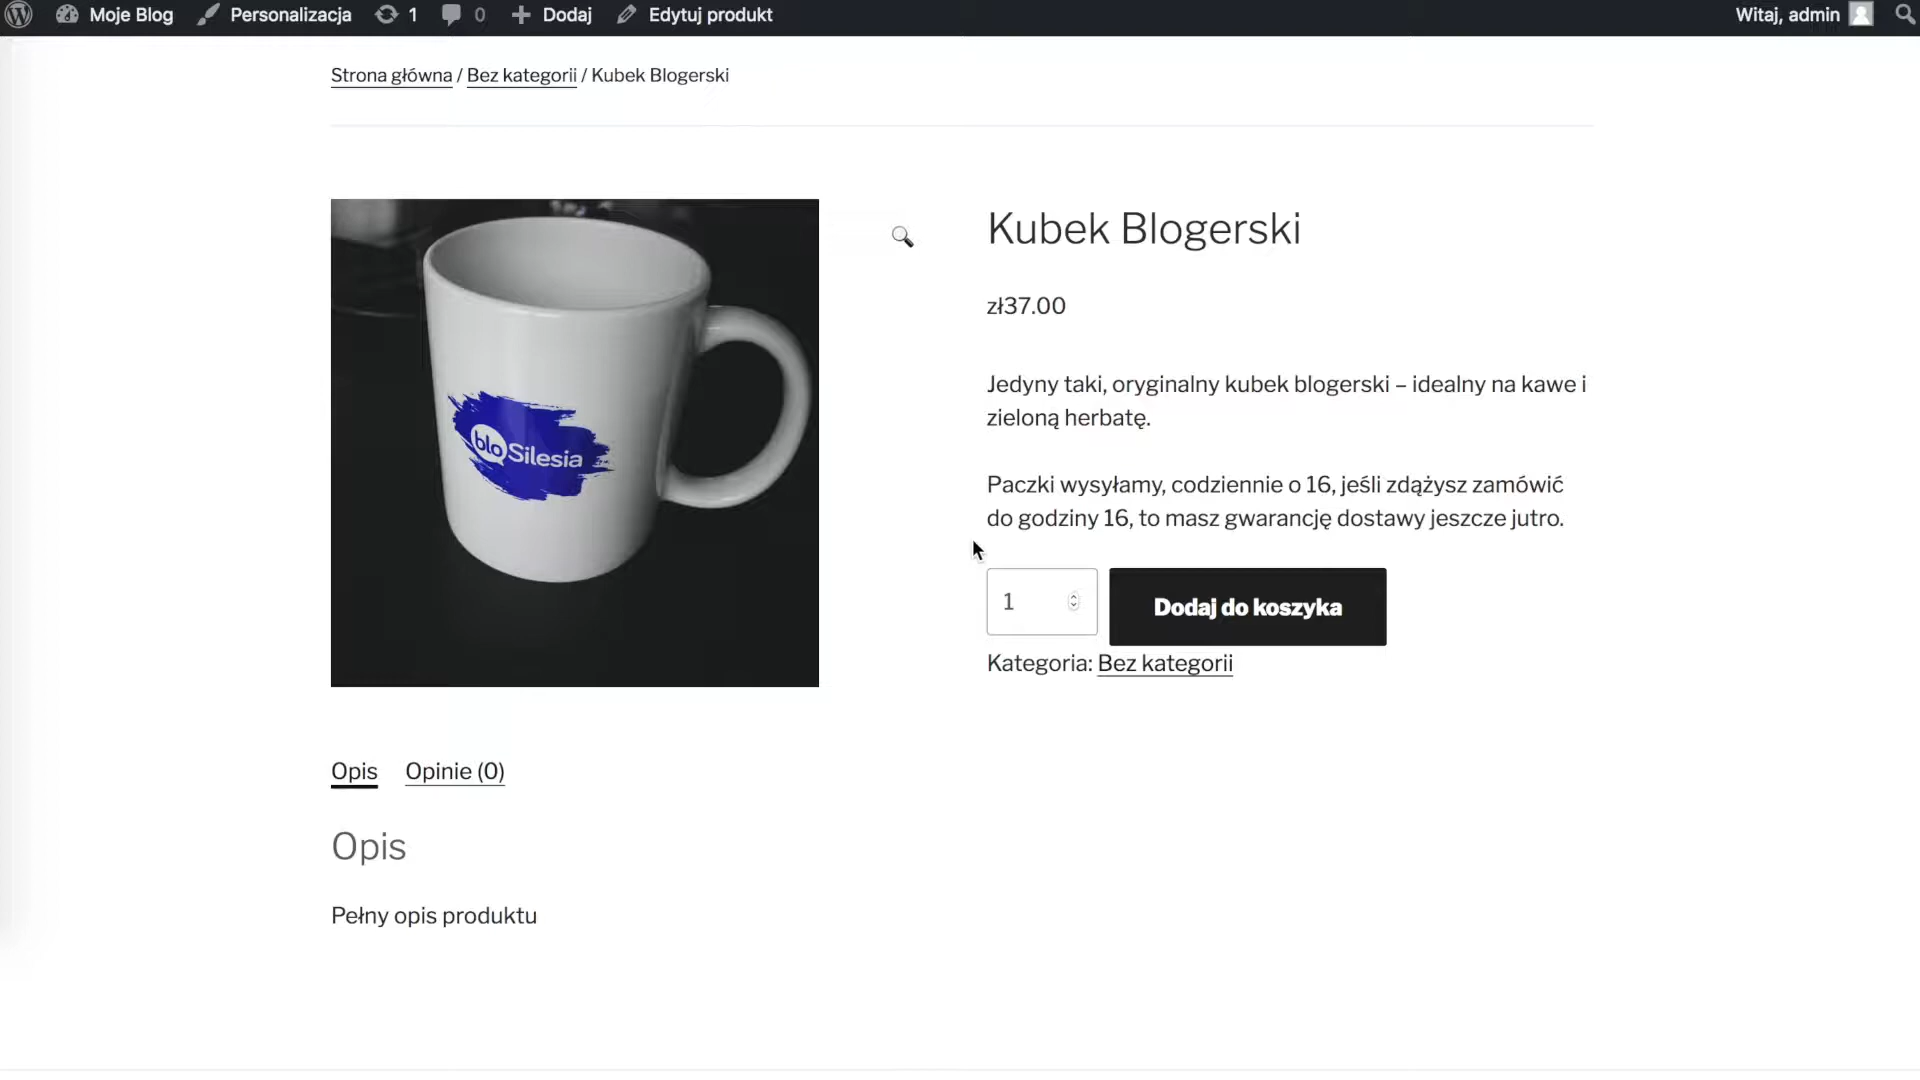 Moje Blog Personalizacja 1 0 Dodaj Edytuj produkt Witaj, admin
Strona główna / Bez kategorii / Kubek Blogerski
Kubek Blogerski
zł37.00
Jedyny taki, oryginalny kubek blogerski – idealny na kawe i
zieloną herbatę.
Paczki wysyłamy, codziennie o 16, jeśli zdążysz zamówić
do godziny 16, to masz gwarancję dostawy jeszcze jutro.
1 Dodaj do koszyka
Kategoria: Bez kategorii
blo Silesia
Opis Opinie (0)
Opis
Pełny opis produktu